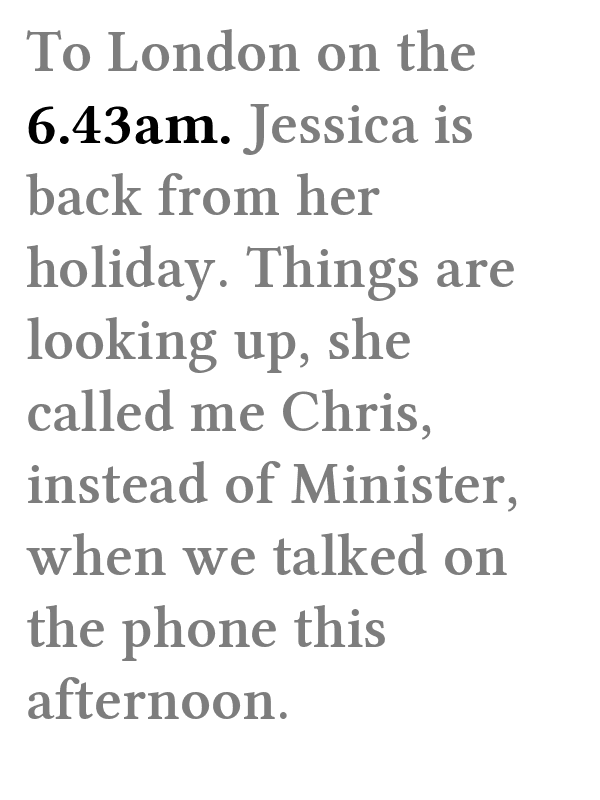 To London on the
6.43am. Jessica is
back from her
holiday. Things are
looking up, she
called me Chris,
instead of Minister,
when we talked on
the phone this
afternoon.